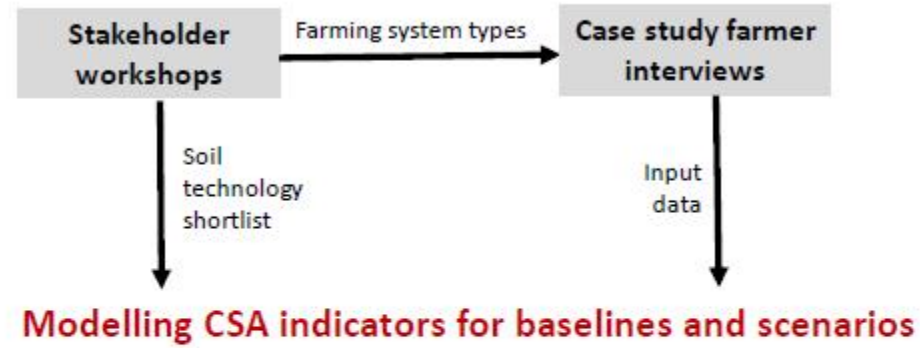 Stakeholder
workshops
Farming system types
Case study farmer
interviews
Soil
technology
shortlist
Input
data
Modelling CSA indicators for baselines and scenarios